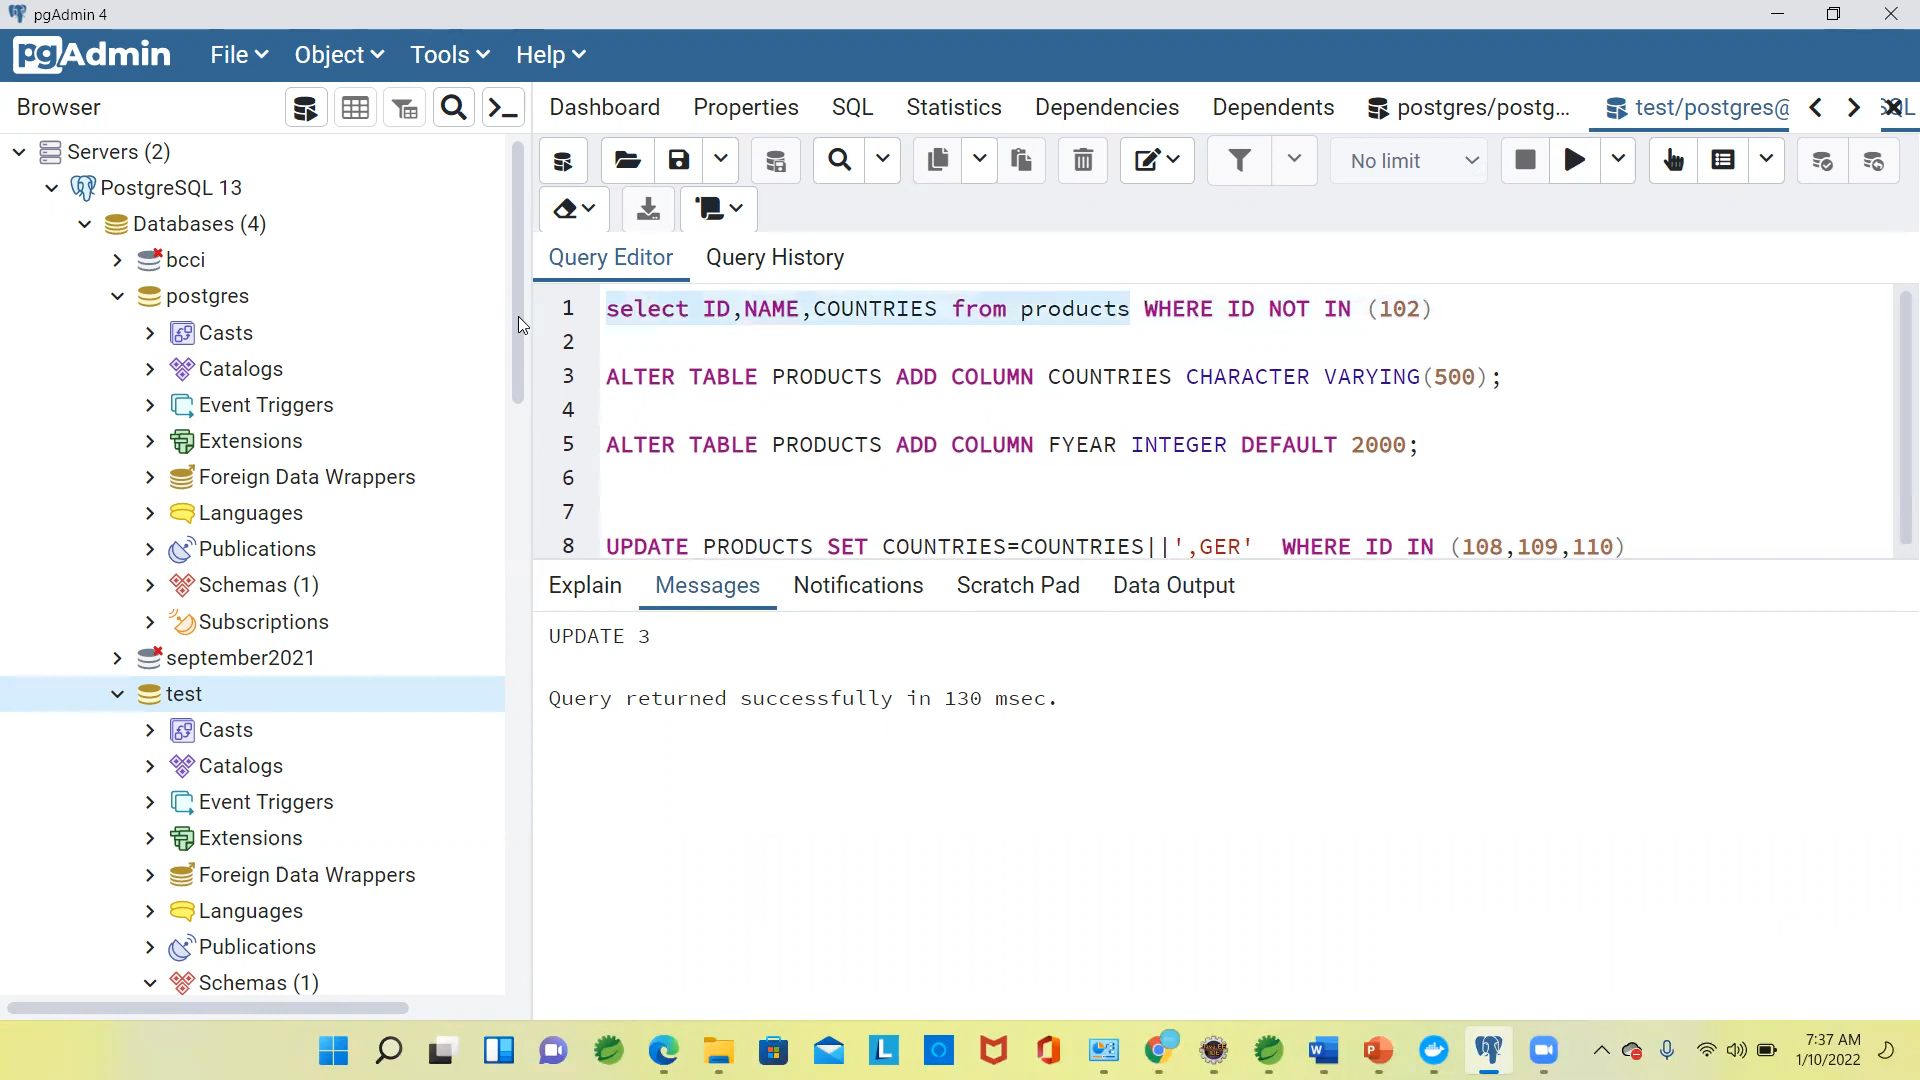 pgAdmin 4
pgAdmin File Object Tools Help
Browser
Dashboard Properties SQL Statistics Dependencies Dependents postgres/postg... test/postgres@ SQL
Servers (2)
PostgreSQL 13
Databases (4)
bcci
postgres
Casts
Catalogs
Event Triggers
Extensions
Foreign Data Wrappers
Languages
Publications
Schemas (1)
Subscriptions
september2021
test
Casts
Catalogs
Event Triggers
Extensions
Foreign Data Wrappers
Languages
Publications
Schemas (1)
No limit
Query Editor Query History
1 select ID,NAME,COUNTRIES from products WHERE ID NOT IN (102)
2
3 ALTER TABLE PRODUCTS ADD COLUMN COUNTRIES CHARACTER VARYING(500);
4
5 ALTER TABLE PRODUCTS ADD COLUMN FYEAR INTEGER DEFAULT 2000;
6
7
8 UPDATE PRODUCTS SET COUNTRIES=COUNTRIES||',GER' WHERE ID IN (108,109,110)
Explain Messages Notifications Scratch Pad Data Output
UPDATE 3
Query returned successfully in 130 msec.
7:37 AM
1/10/2022